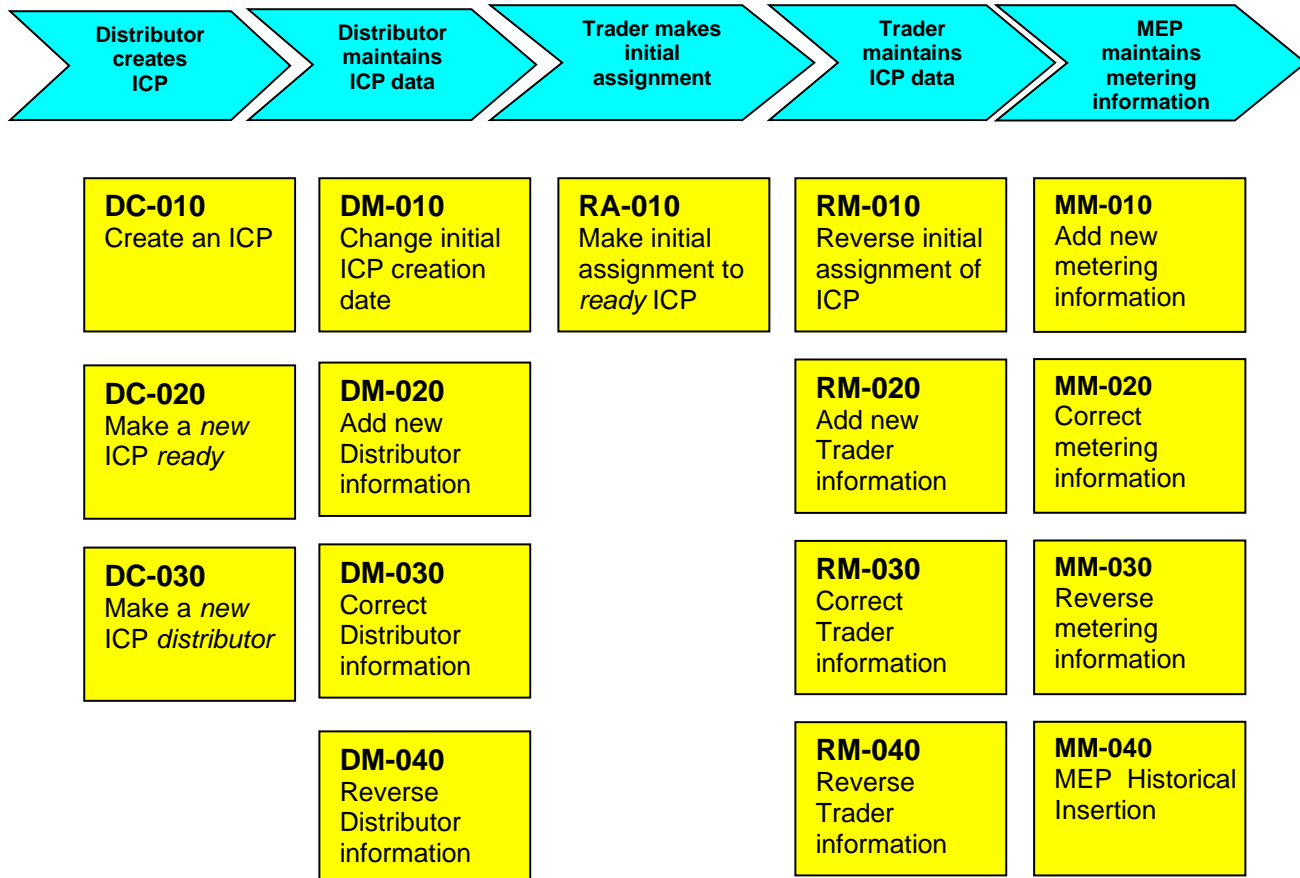 Distributor
creates
ICP
Distributor
maintains
ICP data
Trader makes
initial
assignment
Trader
maintains
ICP data
MEP
maintains
metering
information
DC-010
Create an ICP
DM-010
Change initial
ICP creation
date
RA-010
Make initial
assignment to
ready ICP
RM-010
Reverse initial
assignment of
ICP
MM-010
Add new
metering
information
DC-020
Make a new
ICP ready
DM-020
Add new
Distributor
information
RM-020
Add new
Trader
information
MM-020
Correct
metering
information
DC-030
Make a new
ICP distributor
DM-030
Correct
Distributor
information
RM-030
Correct
Trader
information
MM-030
Reverse
metering
information
DM-040
Reverse
Distributor
information
RM-040
Reverse
Trader
information
MM-040
MEP Historical
Insertion